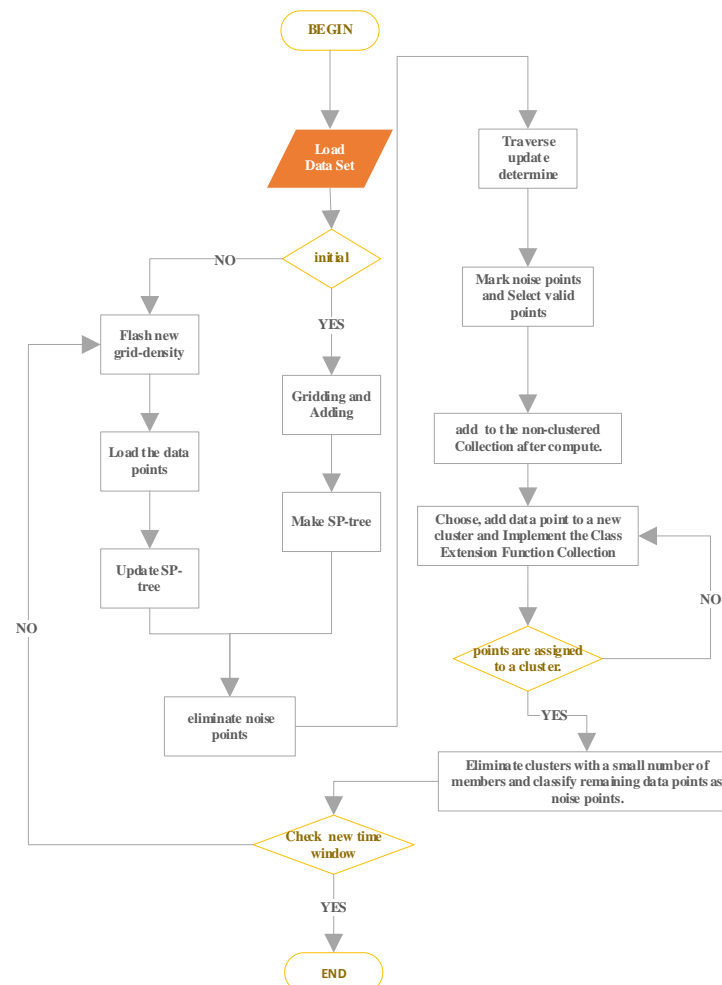 BEGIN
Load
Data Set
initial
NO
YES
Flash new
grid-density
Gridding and
Adding
Load the data
points
Make SP-tree
Update SP-
tree
NO
eliminate noise
points
Traverse
update
determine
Mark noise points
and Select valid
points
add to the non-clustered
Collection after compute.
Choose, add data point to a new
cluster and Implement the Class
Extension Function Collection
NO
points are assigned
to a cluster.
YES
Eliminate clusters with a small number of
members and classify remaining data points as
noise points.
Check new time
window
YES
END